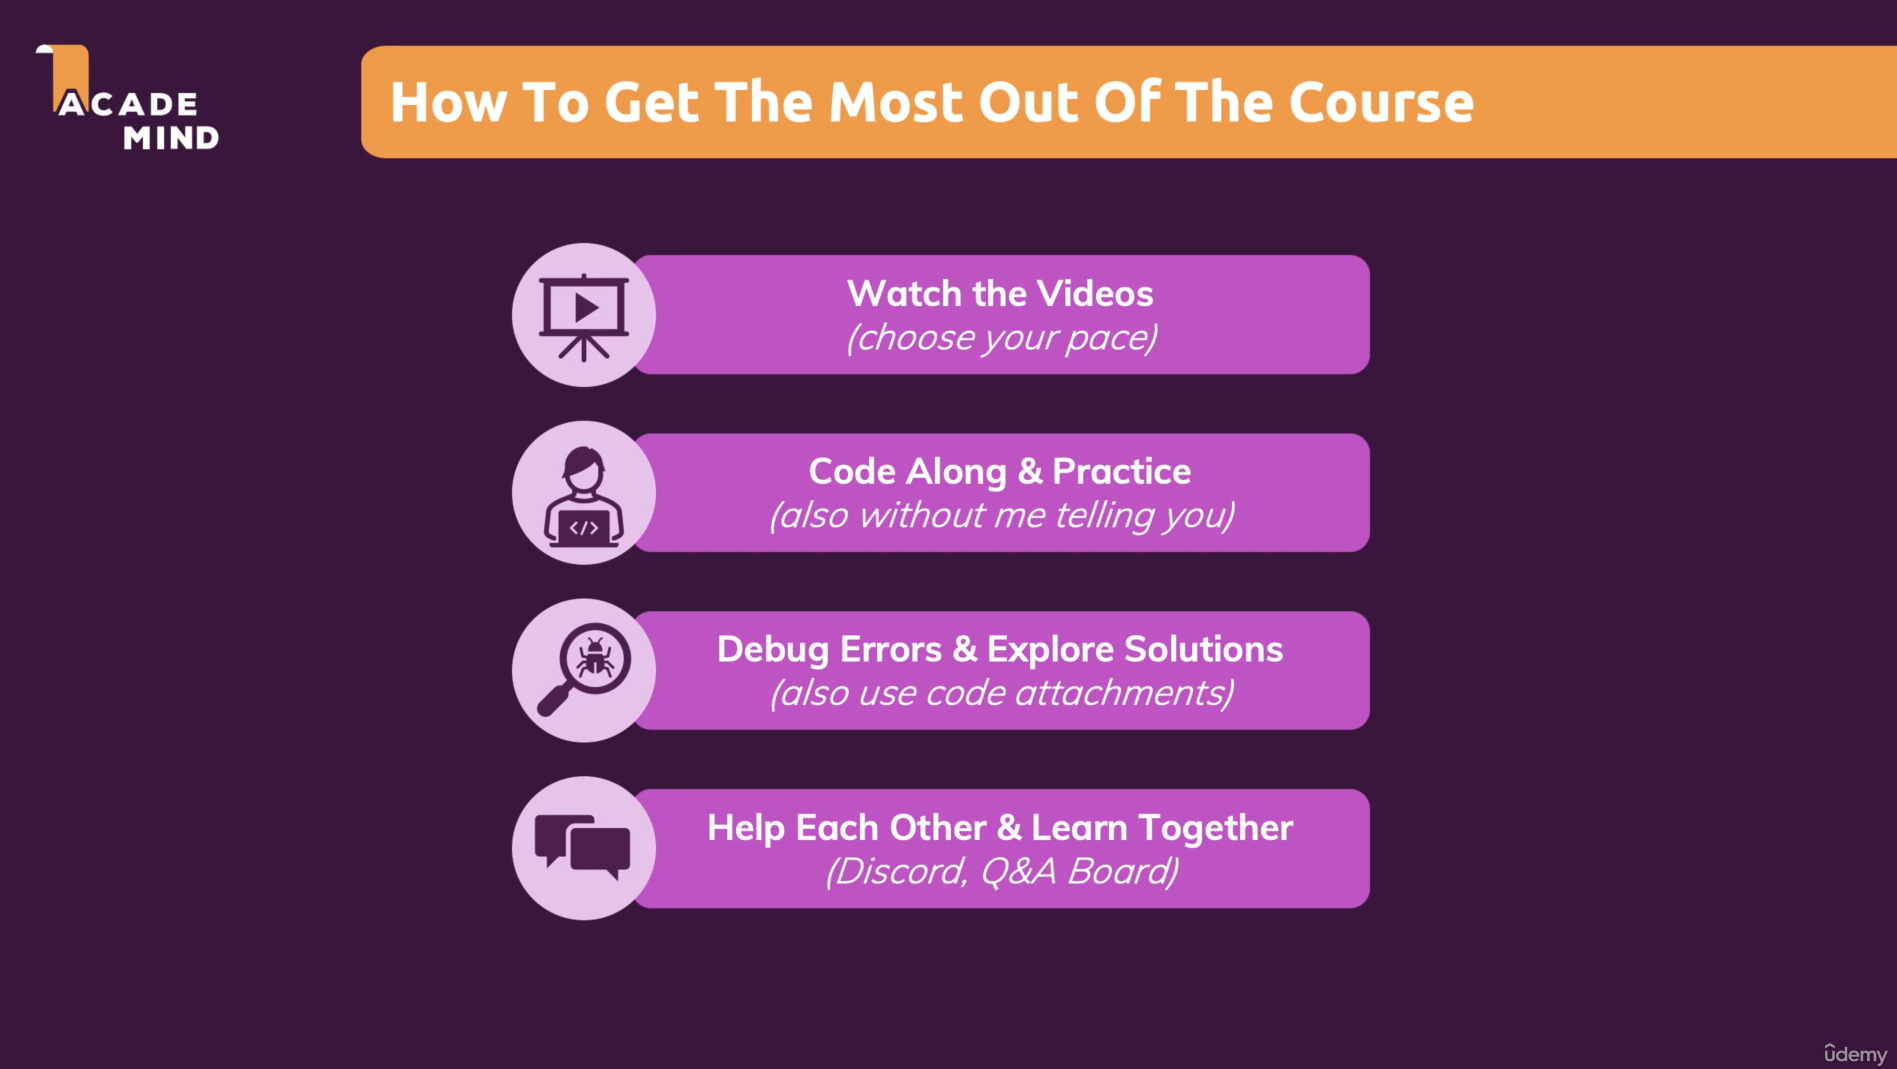 ACADE
MIND
How To Get The Most Out Of The Course
Watch the Videos
(choose your pace)
Code Along & Practice
(also without me telling you)
</>
Debug Errors & Explore Solutions
(also use code attachments)
Help Each Other & Learn Together
(Discord, Q&A Board)
udemy